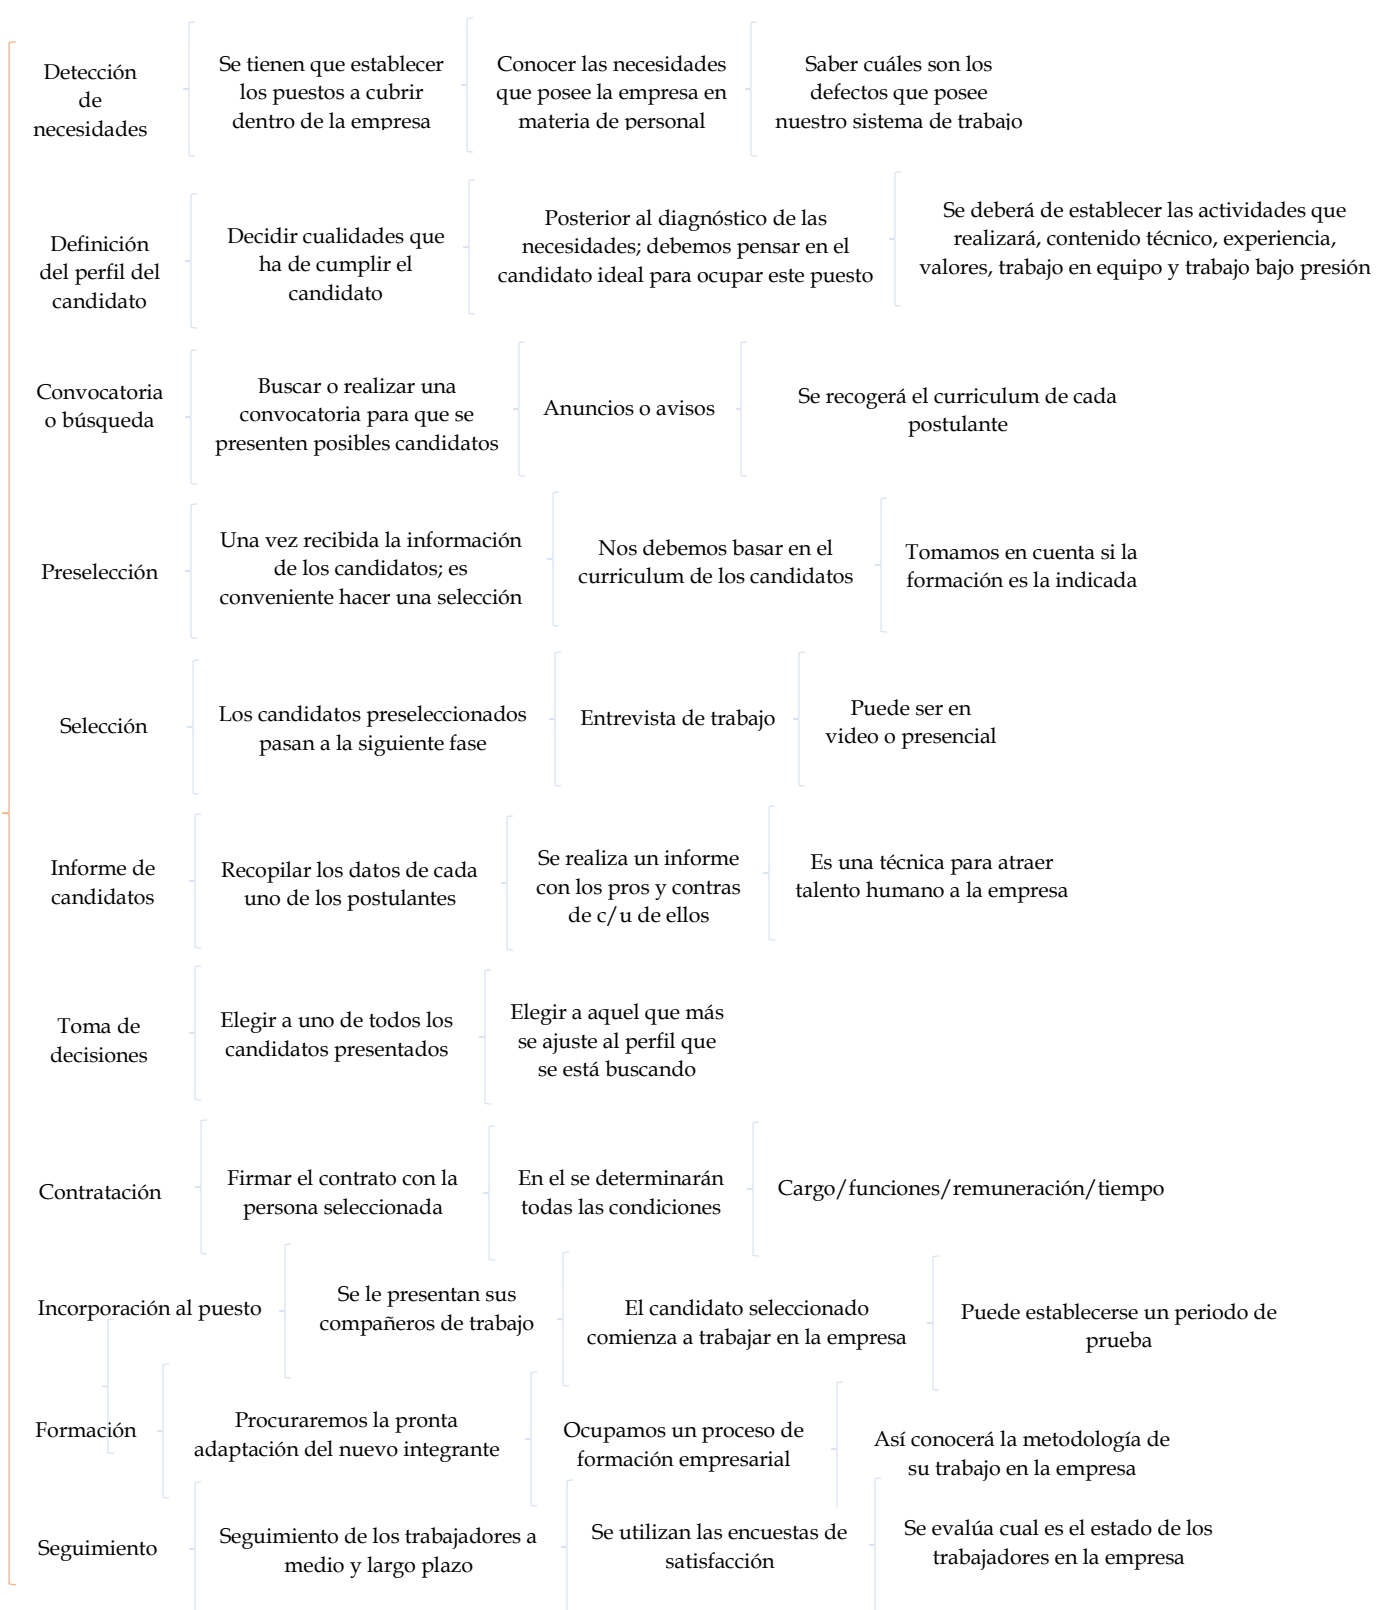 Detección
de
necesidades
Se tienen que establecer
los puestos a cubrir
dentro de la empresa
Conocer las necesidades
que posee la empresa en
materia de personal
Saber cuáles son los
defectos que posee
nuestro sistema de trabajo
Definición
del perfil del
candidato
Decidir cualidades que
ha de cumplir el
candidato
Posterior al diagnóstico de las
necesidades; debemos pensar en el
candidato ideal para ocupar este puesto
Se deberá de establecer las actividades que
realizará, contenido técnico, experiencia,
valores, trabajo en equipo y trabajo bajo presión
Convocatoria
o búsqueda
Buscar o realizar una
convocatoria para que se
presenten posibles candidatos
Anuncios o avisos
Se recogerá el curriculum de cada
postulante
Preselección
Una vez recibida la información
de los candidatos; es
conveniente hacer una selección
Nos debemos basar en el
curriculum de los candidatos
Tomamos en cuenta si la
formación es la indicada
Selección
Los candidatos preseleccionados
pasan a la siguiente fase
Entrevista de trabajo
Puede ser en
video o presencial
Informe de
candidatos
Recopilar los datos de cada
uno de los postulantes
Se realiza un informe
con los pros y contras
de c/u de ellos
Es una técnica para atraer
talento humano a la empresa
Toma de
decisiones
Elegir a uno de todos los
candidatos presentados
Elegir a aquel que más
se ajuste al perfil que
se está buscando
Contratación
Firmar el contrato con la
persona seleccionada
En el se determinarán
todas las condiciones
Cargo/funciones/remuneración/tiempo
Incorporación al puesto
Se le presentan sus
compañeros de trabajo
El candidato seleccionado
comienza a trabajar en la empresa
Puede establecerse un periodo de
prueba
Formación
Procuraremos la pronta
adaptación del nuevo integrante
Ocupamos un proceso de
formación empresarial
Así conocerá la metodología de
su trabajo en la empresa
Seguimiento
Seguimiento de los trabajadores a
medio y largo plazo
Se utilizan las encuestas de
satisfacción
Se evalúa cual es el estado de los
trabajadores en la empresa